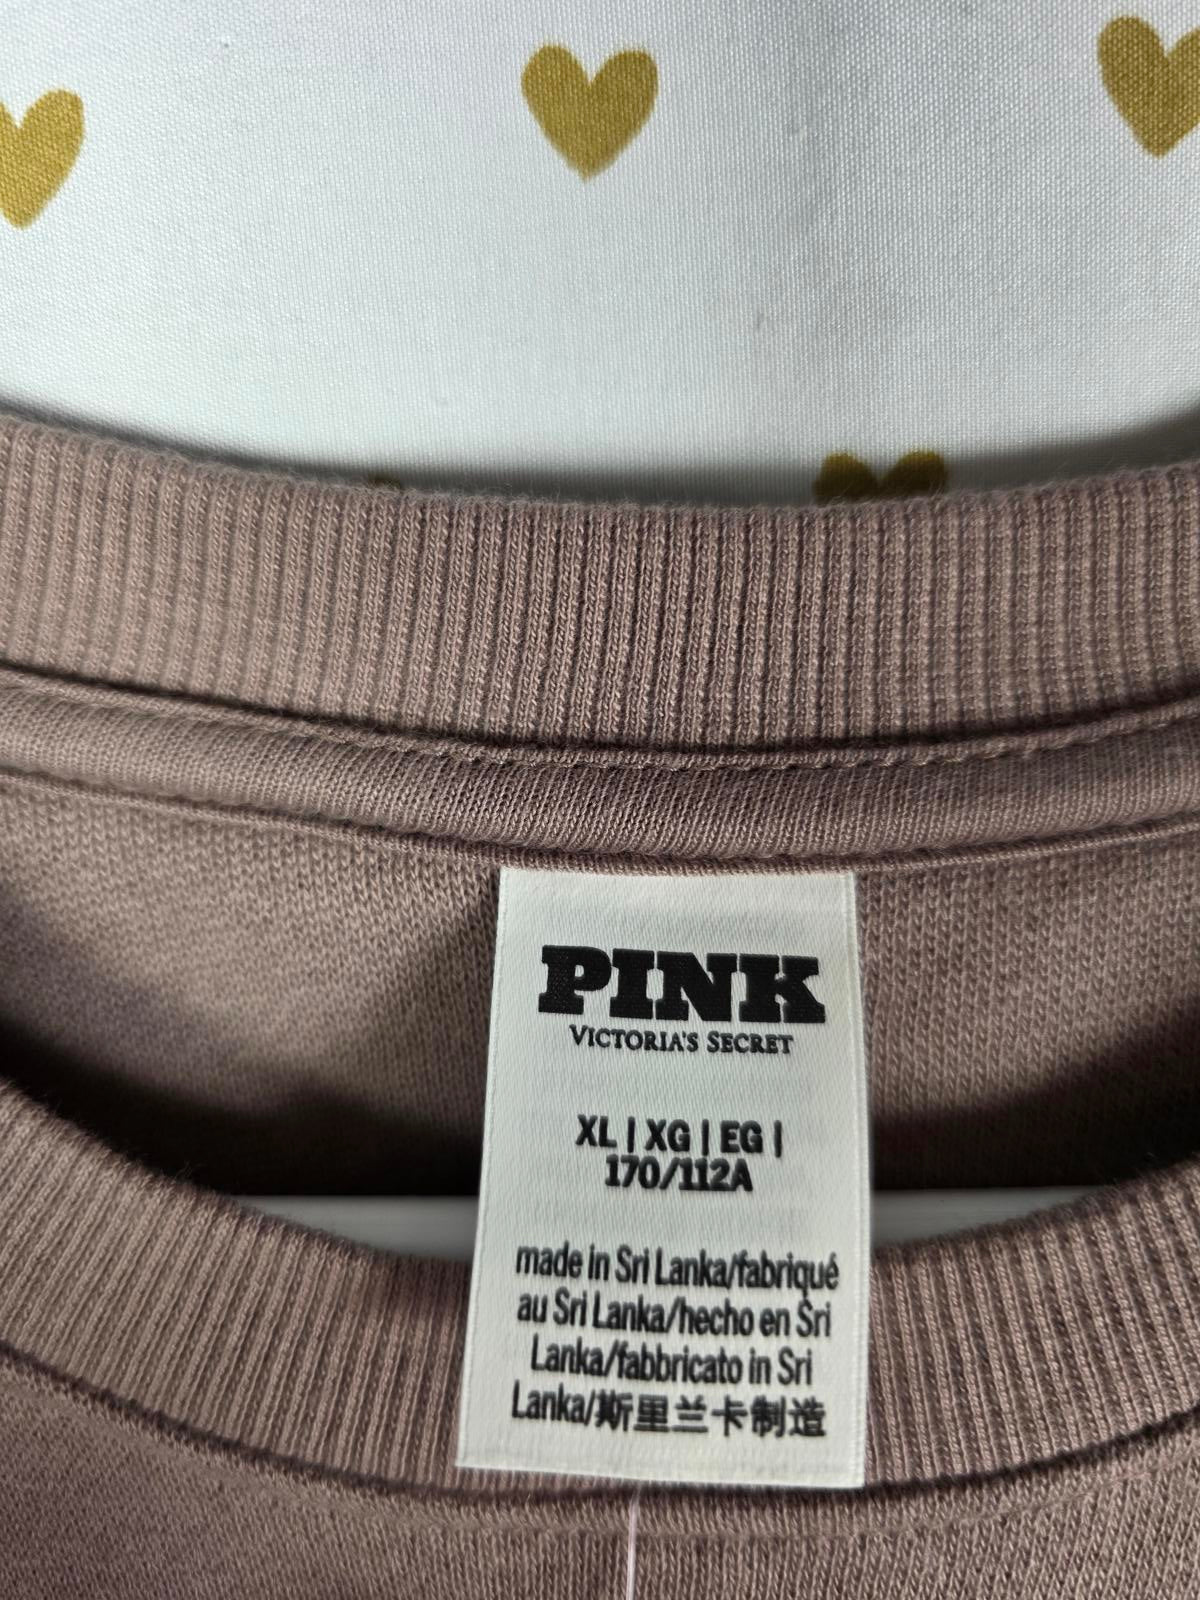 PINK
VICTORIA'S SECRET
XL | XG | EG |
170/112A
made in Sri Lanka/fabriqué
au Sri Lanka/hecho en Sri
Lanka/fabbricato in Sri
Lanka/斯里兰卡制造